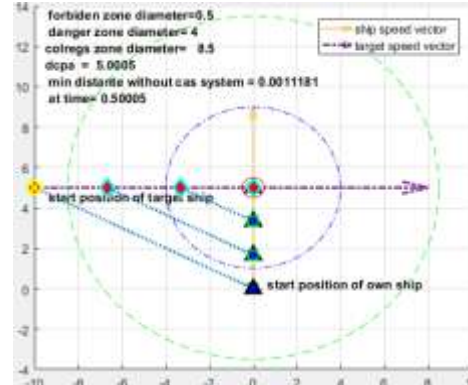 forbiden zone diameter=0.5
danger zone diameter= 4
colregs zone diameter= 8.5
dcpa = 5.0005
min distante without cas system = 0.0011181
at time= 0.50005
ship speed vector
target speed vector
start position of target ship
start position of own ship
14
12
10
8
6
4
2
0
-2
-4
-10
-8
-6
-4
-2
0
2
4
6
8